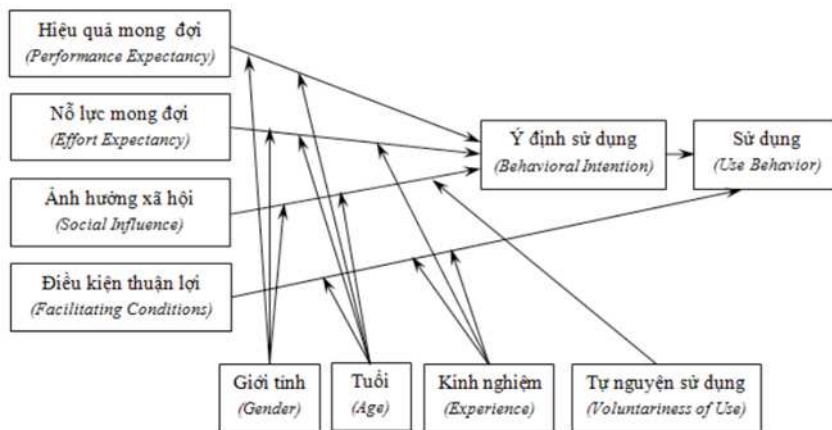 Hiệu quả mong đợi
(Performance Expectancy)
Nỗ lực mong đợi
(Effort Expectancy)
Ý định sử dụng
(Behavioral Intention)
Sử dụng
(Use Behavior)
Ảnh hưởng xã hội
(Social Influence)
Điều kiện thuận lợi
(Facilitating Conditions)
Giới tính
(Gender)
Tuổi
(Age)
Kinh nghiệm
(Experience)
Tự nguyện sử dụng
(Voluntariness of Use)